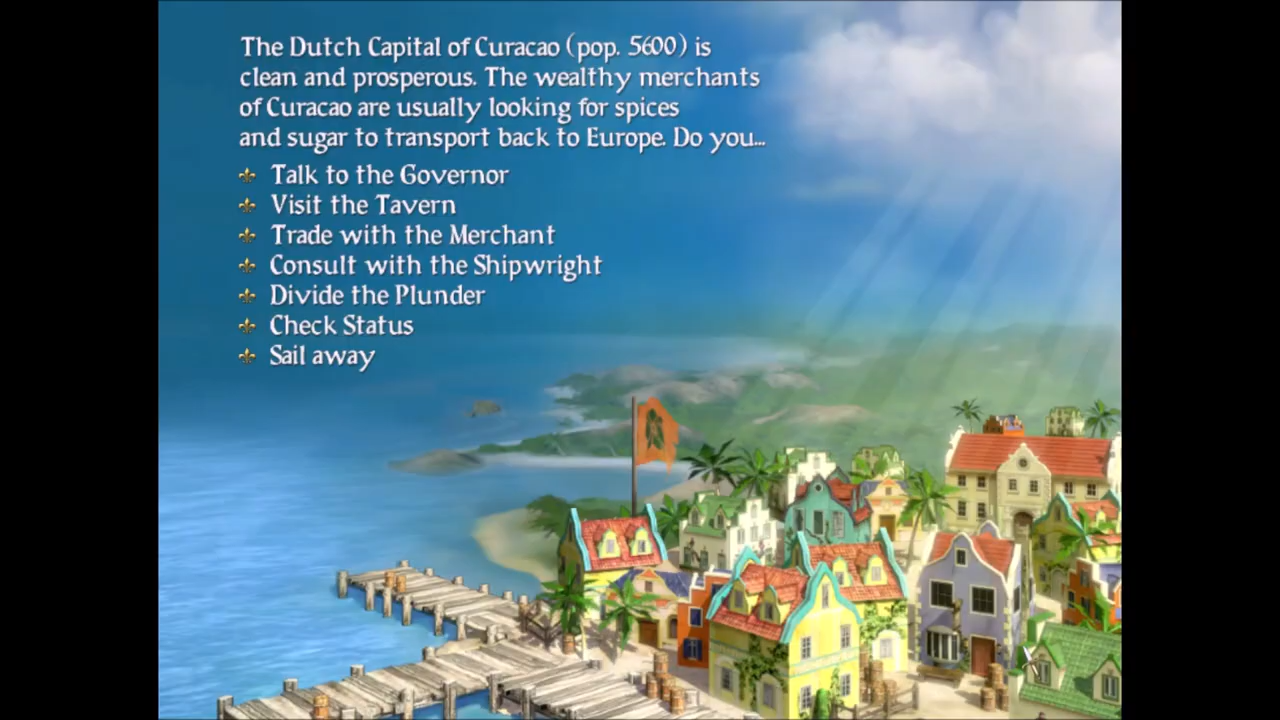 The Dutch Capital of Curacao (pop. 5600) is
clean and prosperous. The wealthy merchants
of Curacao are usually looking for spices
and sugar to transport back to Europe. Do you...
Talk to the Governor
Visit the Tavern
Trade with the Merchant
Consult with the Shipwright
Divide the Plunder
Check Status
Sail away